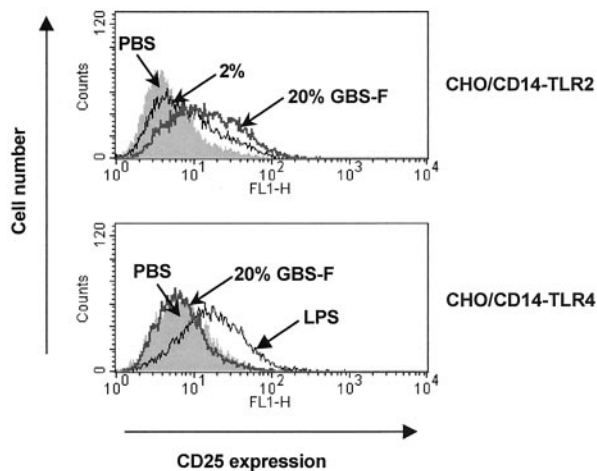 120
PBS
2%
20% GBS-F
CHO/CD14-TLR2
Counts
0
10^0 10^1 10^2 10^3 10^4
FL1-H
Cell number
120
PBS
20% GBS-F
LPS
CHO/CD14-TLR4
Counts
0
10^0 10^1 10^2 10^3 10^4
FL1-H
CD25 expression